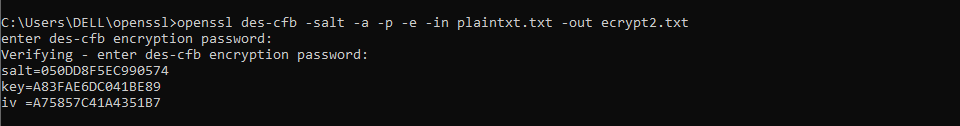 C:\Users\DELL\openssl>openssl des-cfb -salt -a -p -e -in plaintxt.txt -out ecrypt2.txt
enter des-cfb encryption password:
Verifying - enter des-cfb encryption password:
salt=050DD8F5EC990574
key=A83FAE6DC041BE89
iv =A75857C41A4351B7